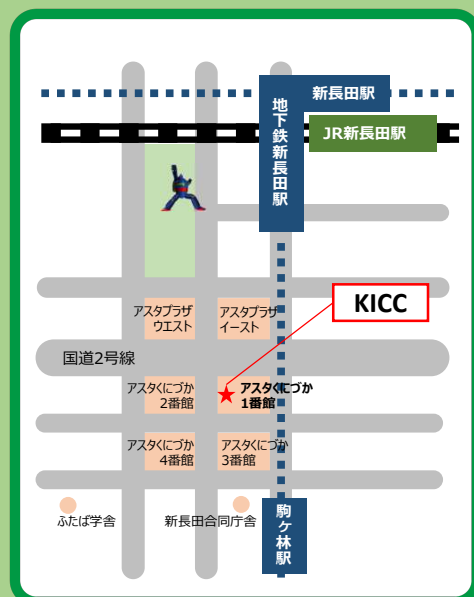 新長田駅
地下鉄新長田駅
JR新長田駅
KICC
アスタプラザ
ウエスト
アスタプラザ
イースト
国道2号線
アスタくにづか
2番館
アスタくにづか
1番館
アスタくにづか
4番館
アスタくにづか
3番館
ふたば学舎
新長田合同庁舎
駒ヶ林駅